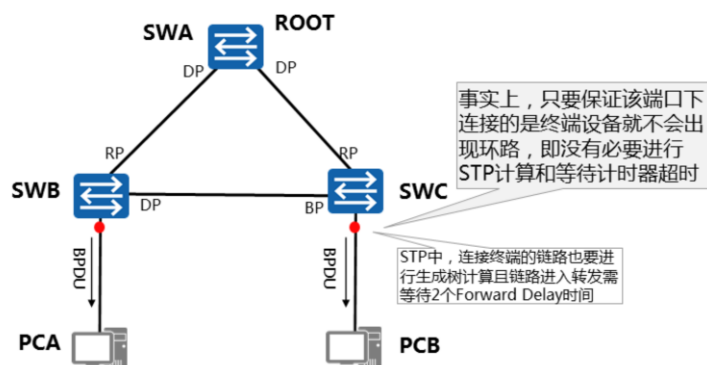 SWA
ROOT
DP
DP
RP
RP
SWB
DP
BP
SWC
事实上，只要保证该端口下
连接的是终端设备就不会出
现环路，即没有必要进行
STP计算和等待计时器超时
BPDU
BPDU
STP中，连接终端的链路也要进
行生成树计算且链路进入转发需
等待2个Forward Delay时间
PCA
PCB